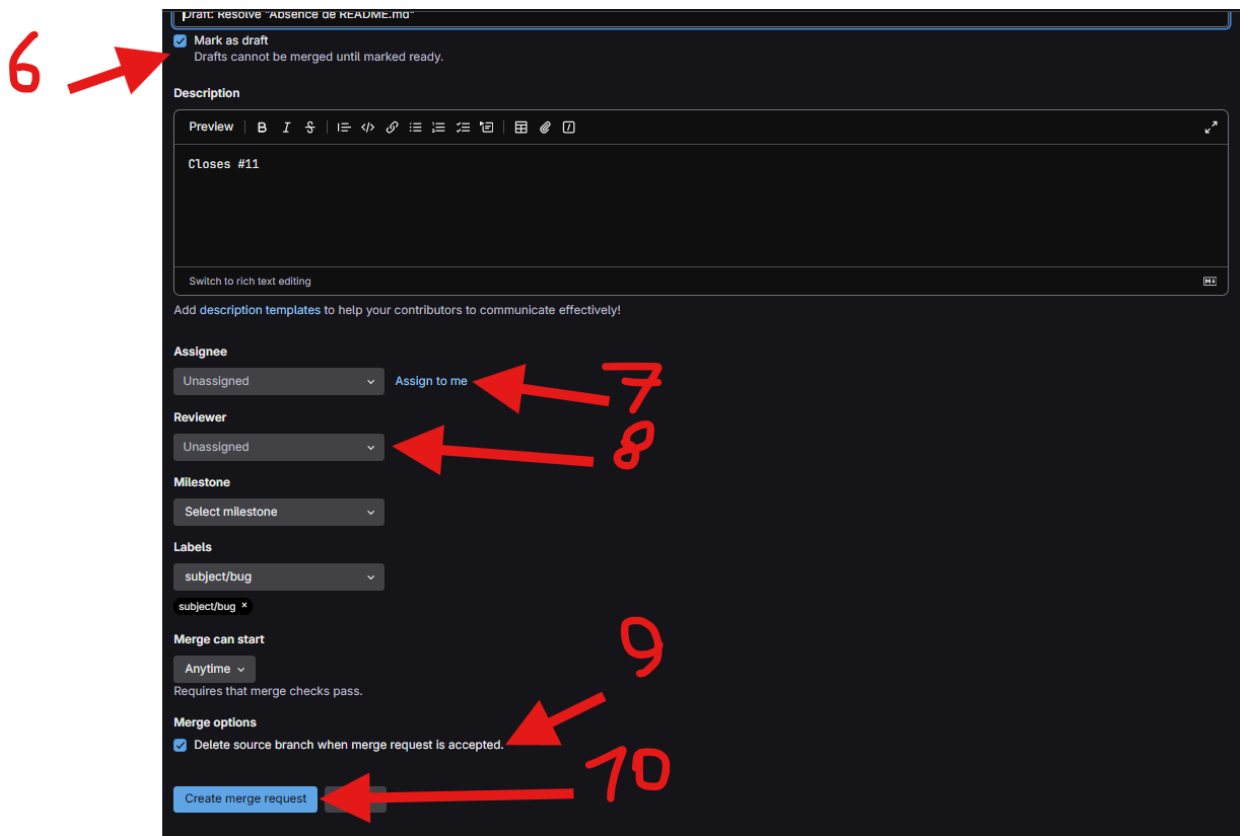 Draft: Resolve "Absence de README.md"
6
Mark as draft
Drafts cannot be merged until marked ready.
Description
Preview
Closes #11
Switch to rich text editing
Add description templates to help your contributors to communicate effectively!
Assignee
Unassigned
Assign to me
7
Reviewer
Unassigned
8
Milestone
Select milestone
Labels
subject/bug
subject/bug ×
Merge can start
9
Anytime
Requires that merge checks pass.
Merge options
Delete source branch when merge request is accepted.
10
Create merge request